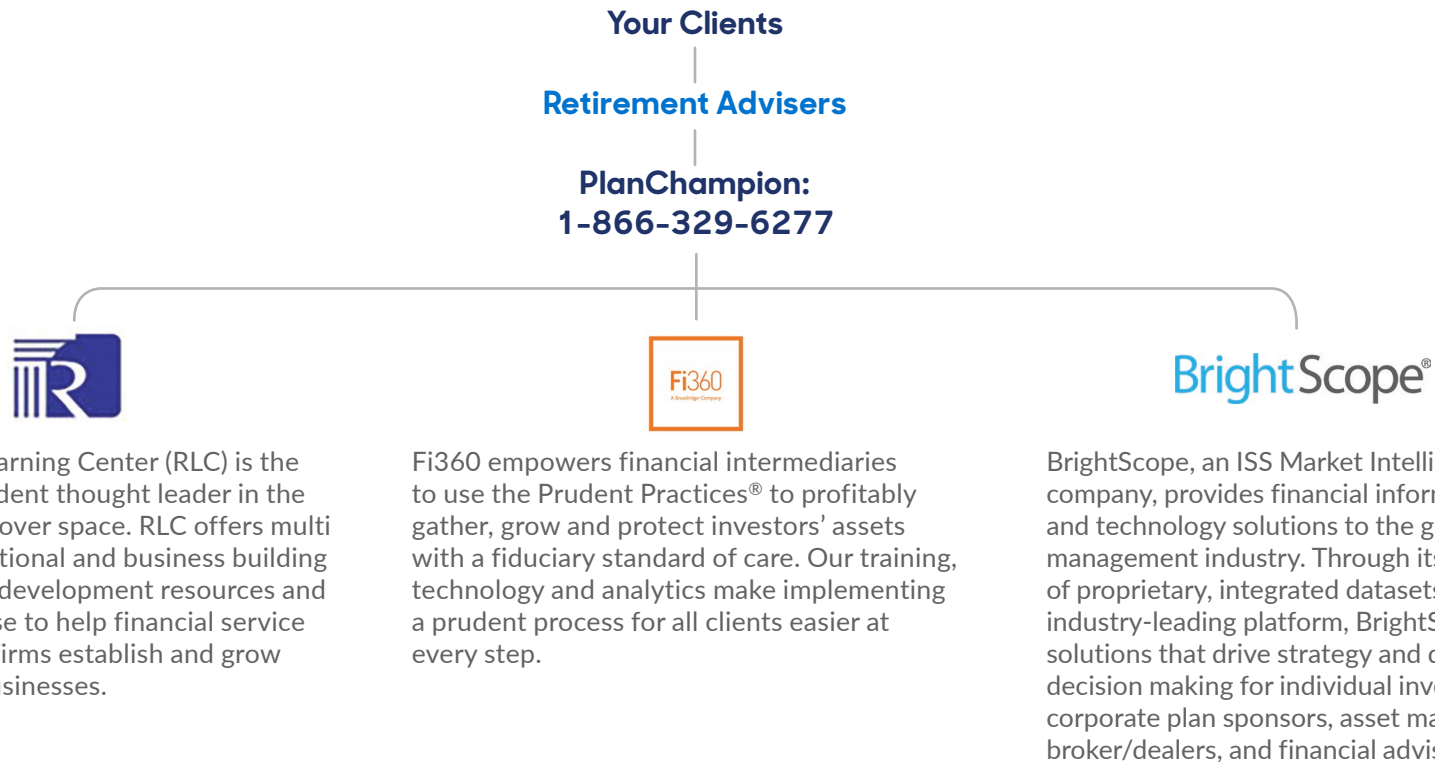 Your Clients
Retirement Advisers
PlanChampion:
1-866-329-6277
R
Fi360
A Broadridge Company
BrightScope®
arning Center (RLC) is the
dent thought leader in the
over space. RLC offers multi
tional and business building
development resources and
se to help financial service
firms establish and grow
sinesses.
Fi360 empowers financial intermediaries
to use the Prudent Practices® to profitably
gather, grow and protect investors’ assets
with a fiduciary standard of care. Our training,
technology and analytics make implementing
a prudent process for all clients easier at
every step.
BrightScope, an ISS Market Intelli
company, provides financial inform
and technology solutions to the g
management industry. Through its
of proprietary, integrated datasets
industry-leading platform, BrightS
solutions that drive strategy and d
decision making for individual inve
corporate plan sponsors, asset ma
broker/dealers, and financial advis